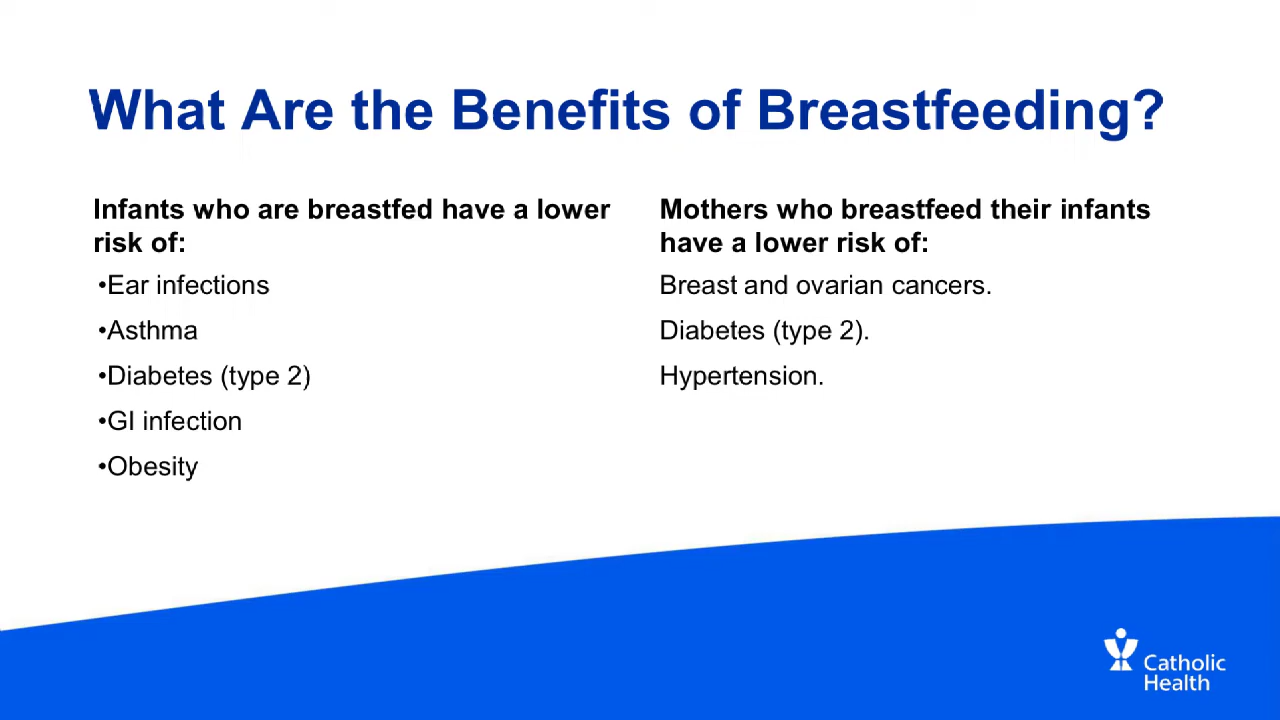 What Are the Benefits of Breastfeeding?
Infants who are breastfed have a lower
risk of:
•Ear infections
•Asthma
•Diabetes (type 2)
•GI infection
•Obesity
Mothers who breastfeed their infants
have a lower risk of:
Breast and ovarian cancers.
Diabetes (type 2).
Hypertension.
Catholic
Health